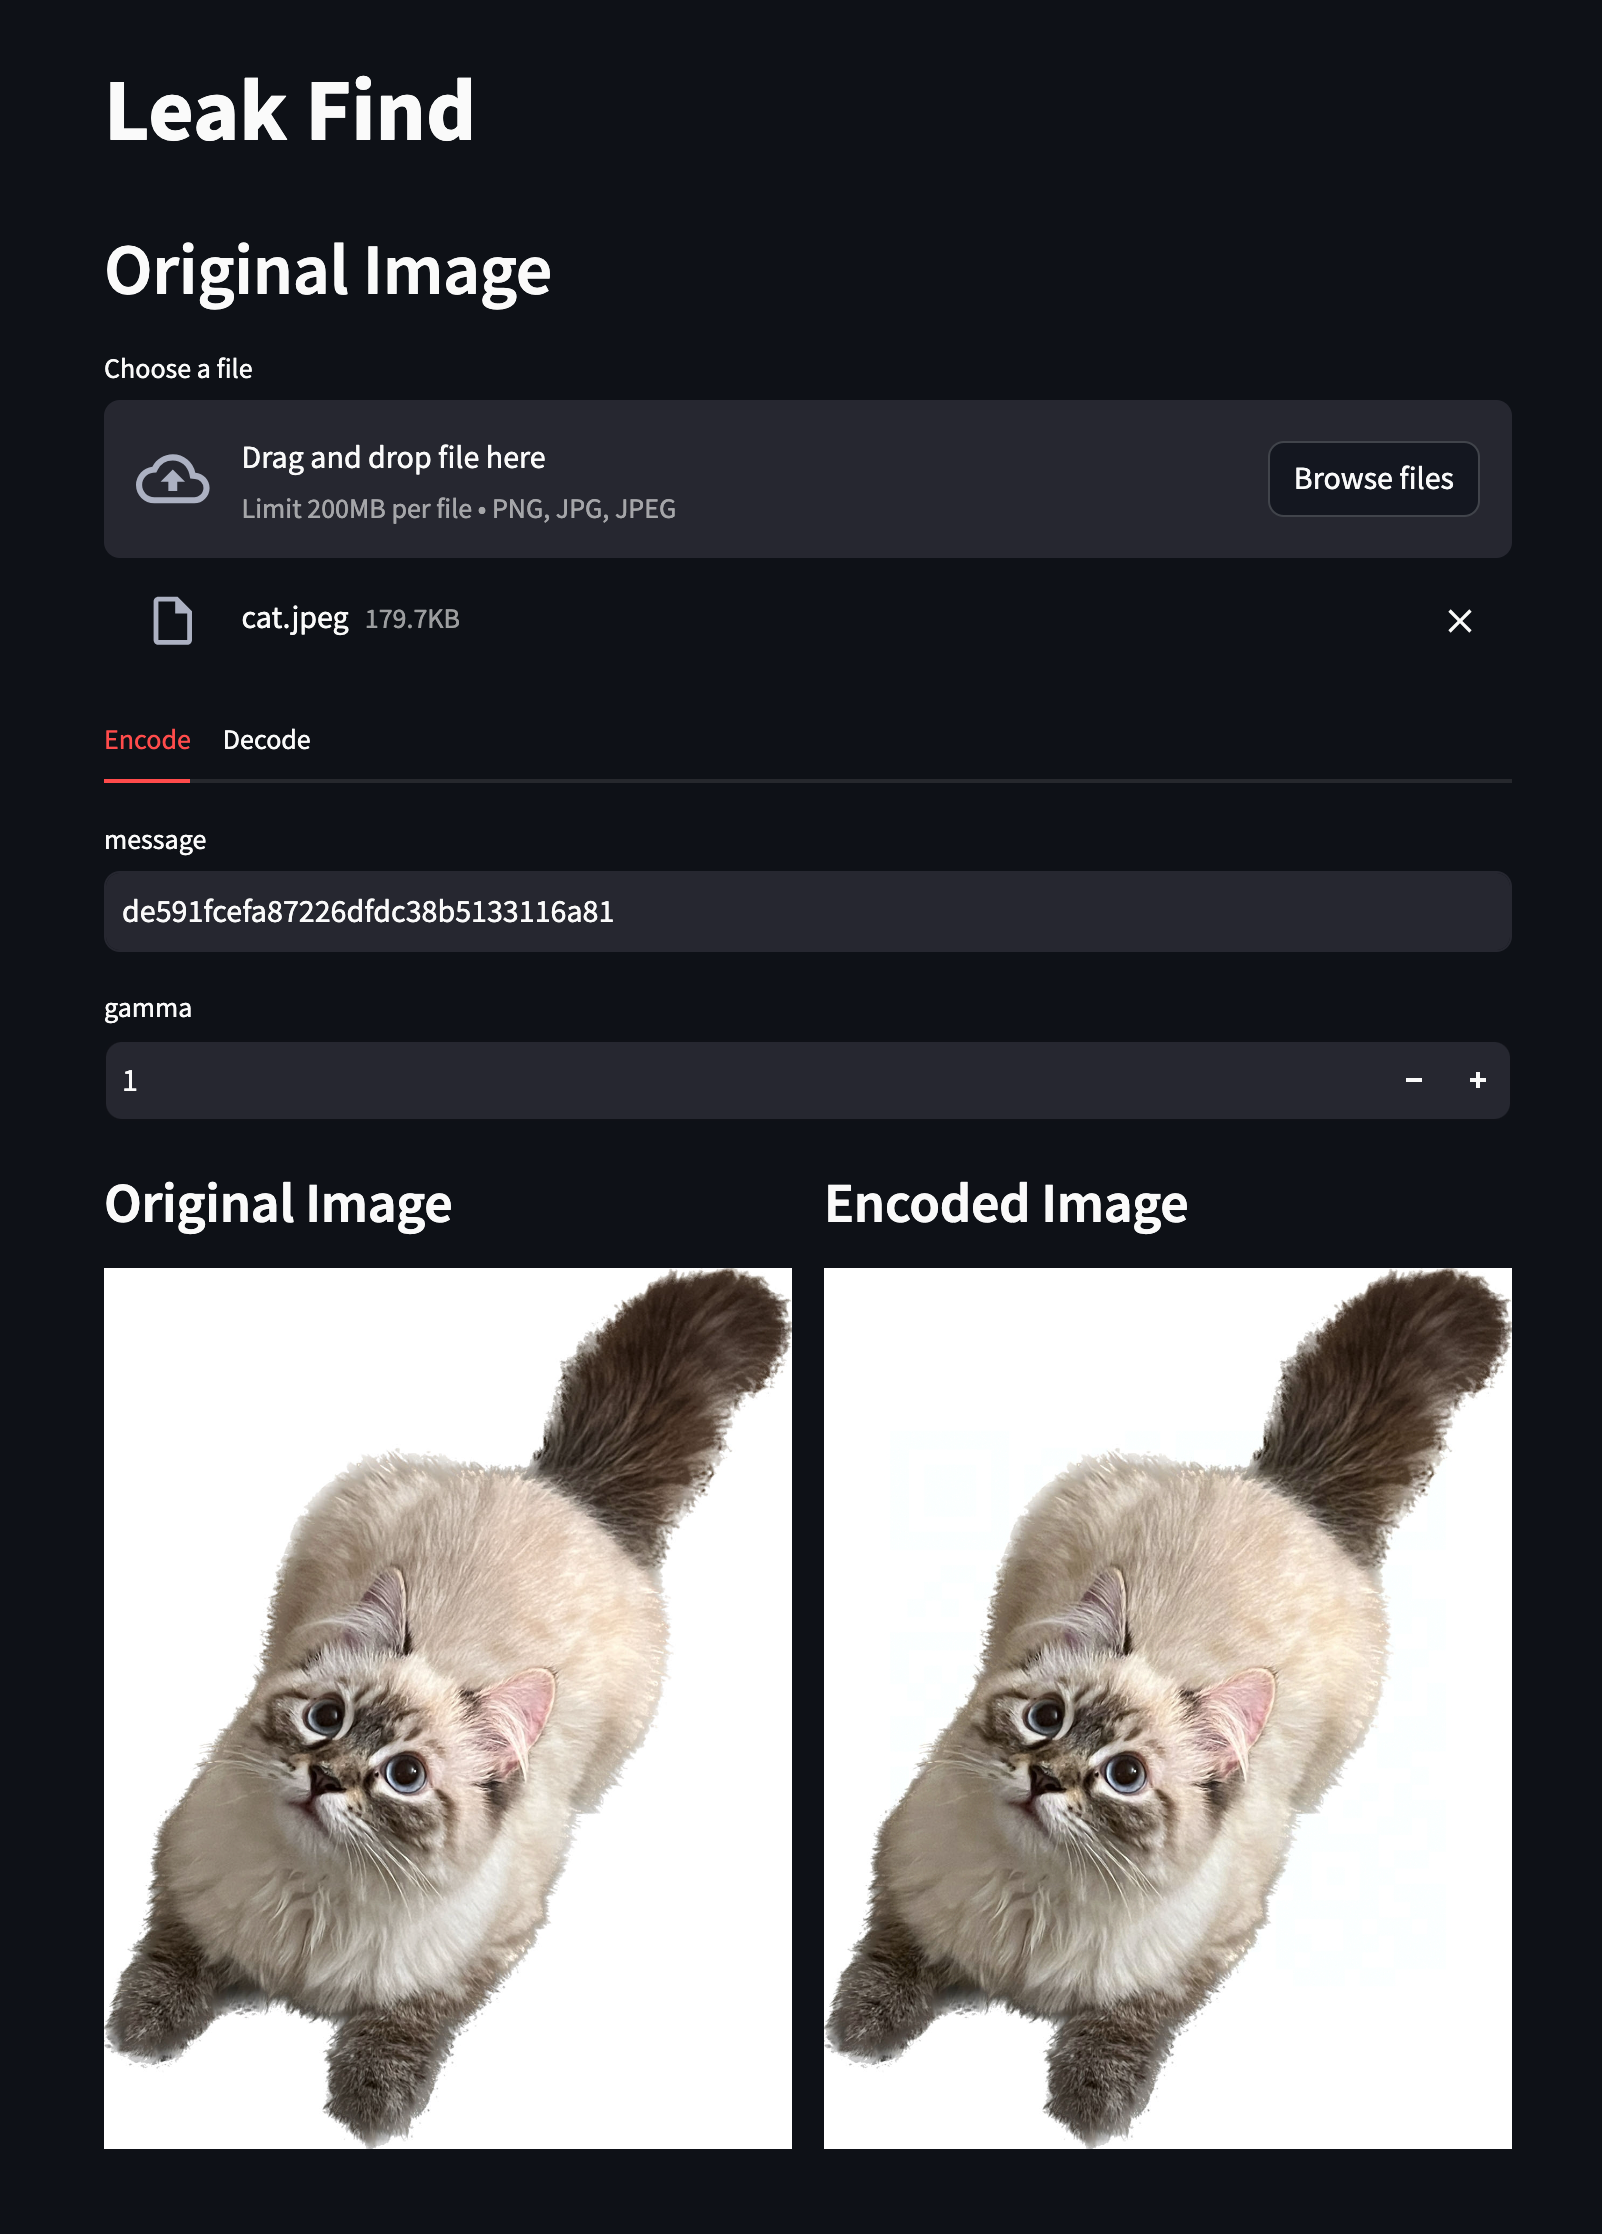 Leak Find
Original Image
Choose a file
Drag and drop file here
Limit 200MB per file • PNG, JPG, JPEG
Browse files
cat.jpeg 179.7KB
Encode Decode
message
de591fcefa87226dfdc38b5133116a81
gamma
1
Original Image
Encoded Image